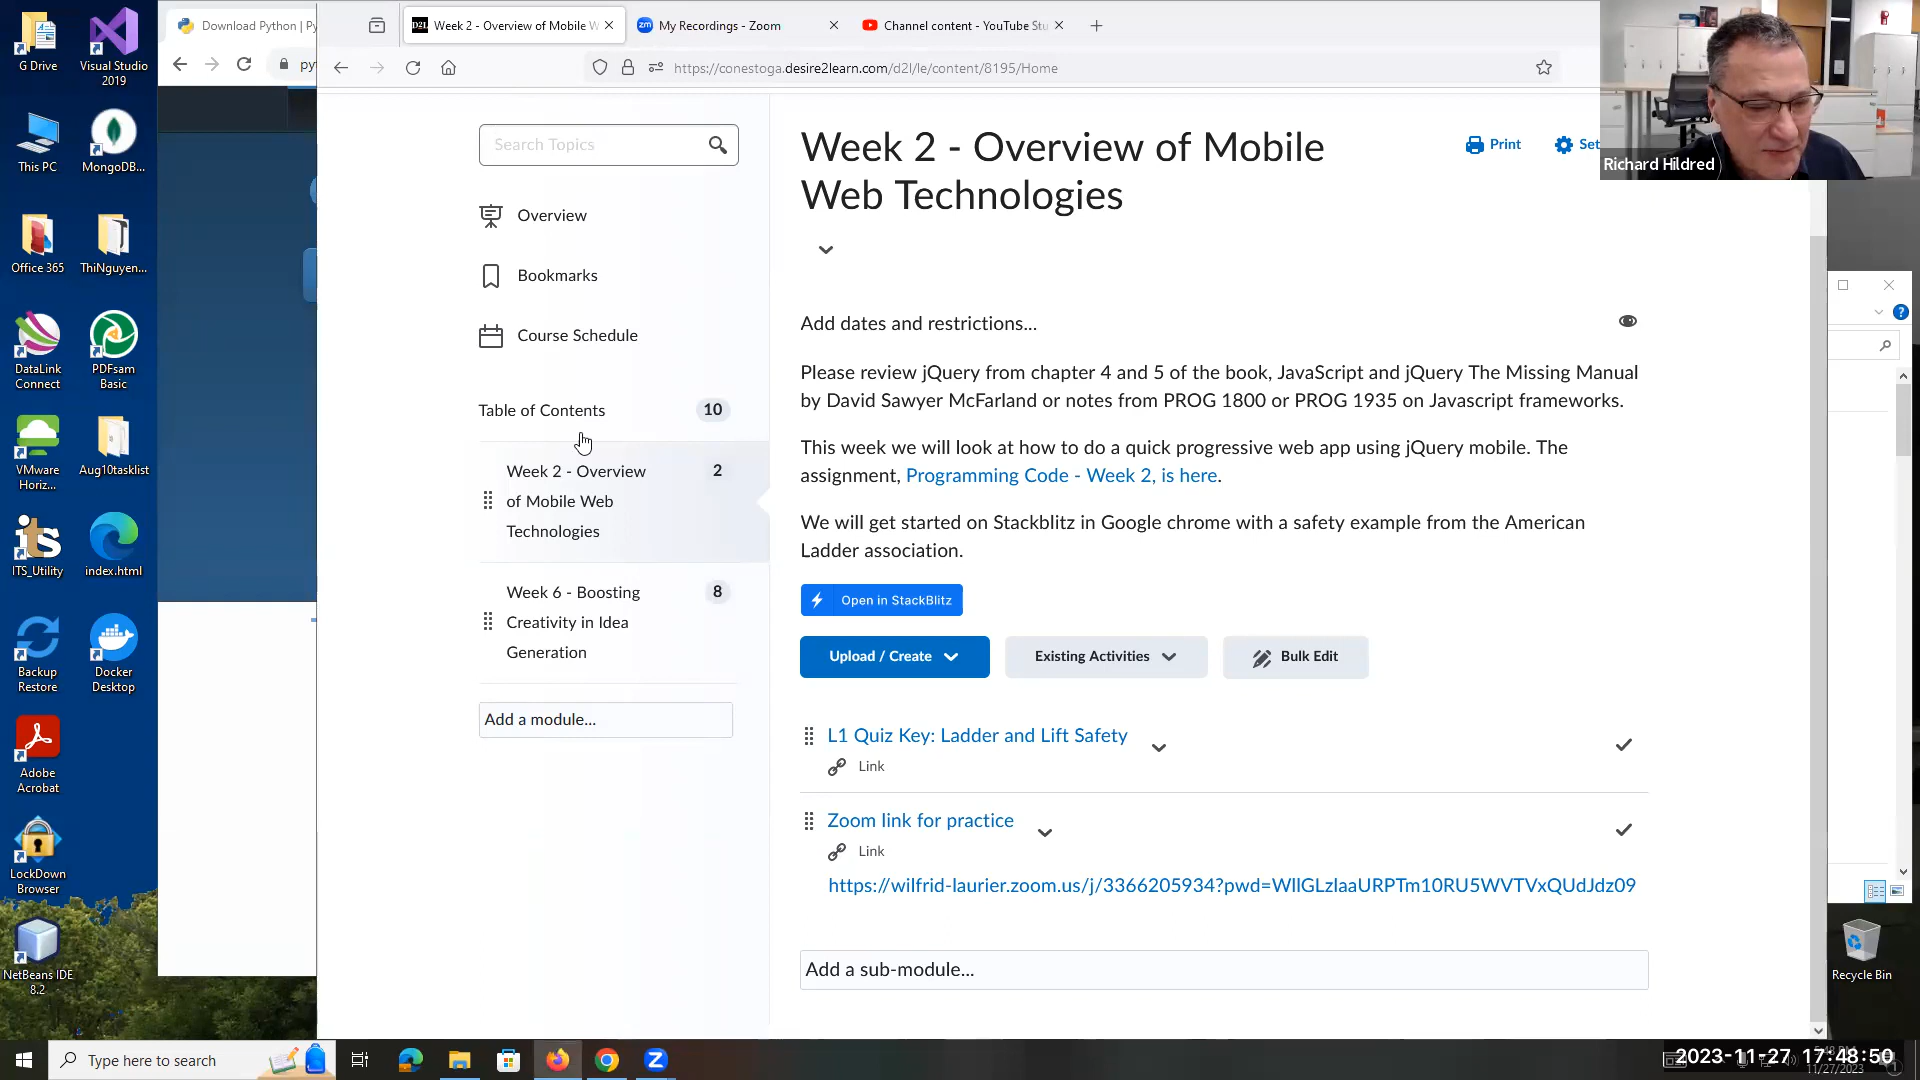 G Drive
Visual Studio
2019
This PC
MongoDB...
Office 365
ThiNguyen...
DataLink
Connect
PDFsam
Basic
VMware
Horiz...
Aug10tasklist
ITS_Utility
index.html
Backup
Restore
Docker
Desktop
Adobe
Acrobat
LockDown
Browser
NetBeans IDE
8.2
Download Python | Py
py
D2L Week 2 - Overview of Mobile W
zm My Recordings - Zoom
Channel content - YouTube Stu
https://conestoga.desire2learn.com/d2l/le/content/8195/Home
Richard Hildred
Search Topics
Overview
Bookmarks
Course Schedule
Table of Contents 10
Week 2 - Overview 2
of Mobile Web
Technologies
Week 6 - Boosting 8
Creativity in Idea
Generation
Add a module...
Week 2 - Overview of Mobile
Web Technologies
Print
Set
Add dates and restrictions...
Please review jQuery from chapter 4 and 5 of the book, JavaScript and jQuery The Missing Manual
by David Sawyer McFarland or notes from PROG 1800 or PROG 1935 on Javascript frameworks.
This week we will look at how to do a quick progressive web app using jQuery mobile. The
assignment, Programming Code - Week 2, is here.
We will get started on Stackblitz in Google chrome with a safety example from the American
Ladder association.
Open in StackBlitz
Upload / Create
Existing Activities
Bulk Edit
L1 Quiz Key: Ladder and Lift Safety
Link
Zoom link for practice
Link
https://wilfrid-laurier.zoom.us/j/3366205934?pwd=WllGLzlaaURPTm10RU5WVTVxQUdJdz09
Add a sub-module...
Recycle Bin
Type here to search
2023-11-27 17:48:50
11/27/2023